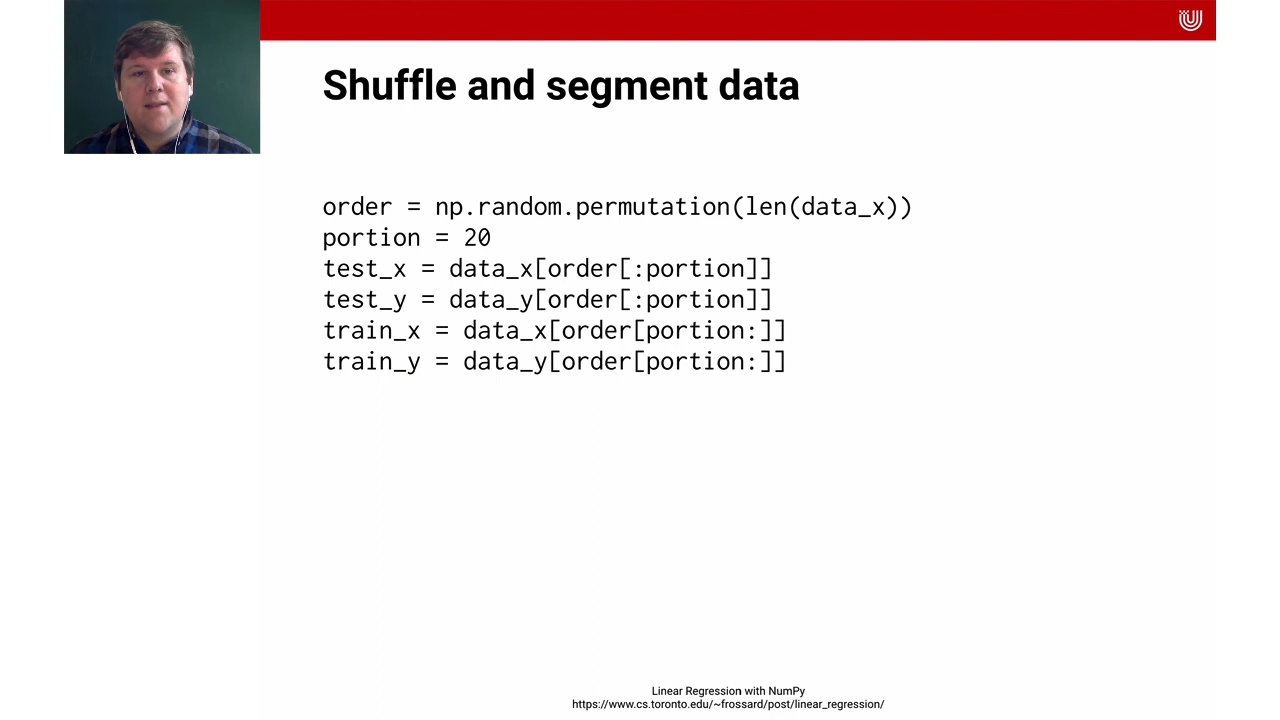 Shuffle and segment data
order = np.random.permutation(len(data_x))
portion = 20
test_x = data_x[order[:portion]]
test_y = data_y[order[:portion]]
train_x = data_x[order[portion:]]
train_y = data_y[order[portion:]]
Linear Regression with NumPy
https://www.cs.toronto.edu/~frossard/post/linear_regression/